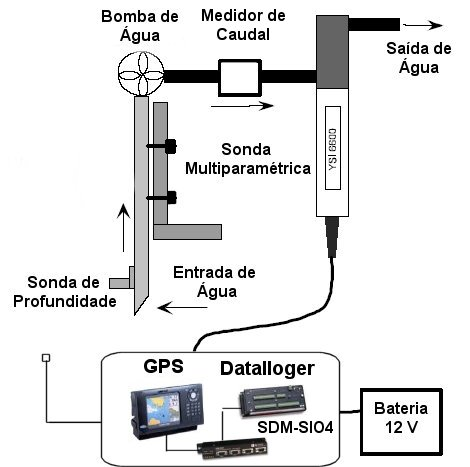 Bomba de
Água
Medidor de
Caudal
Saída de
Água
Sonda
Multiparamétrica
YSI 6600
Sonda de
Profundidade
Entrada de
Água
GPS
Datalloger
SDM-SIO4
Bateria
12 V